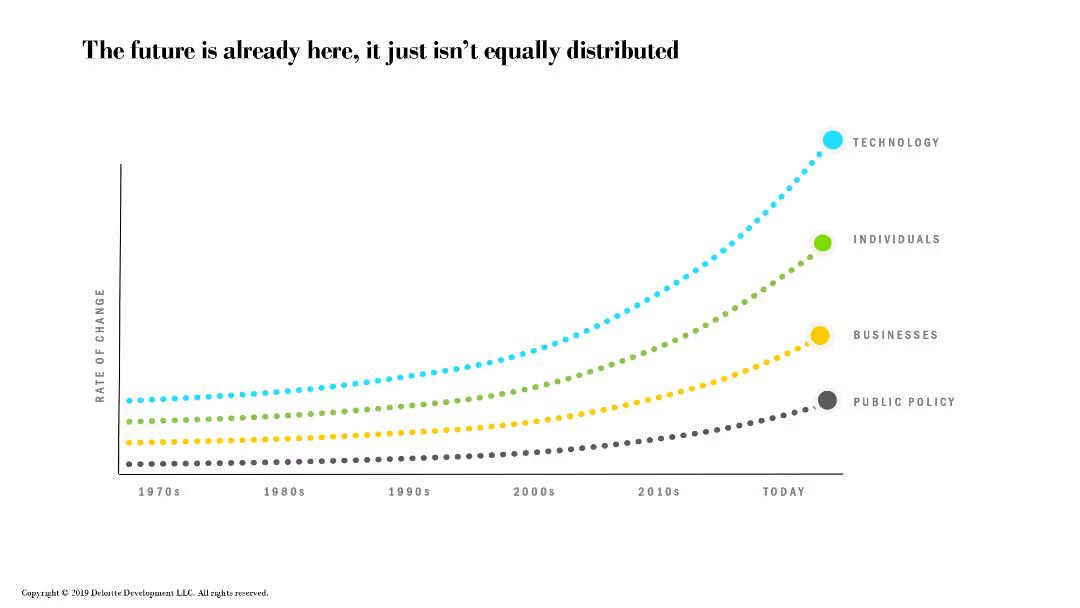 The future is already here, it just isn’t equally distributed
TECHNOLOGY
INDIVIDUALS
BUSINESSES
PUBLIC POLICY
RATE OF CHANGE
1970s 1980s 1990s 2000s 2010s TODAY
Copyright © 2019 Deloitte Development LLC. All rights reserved.